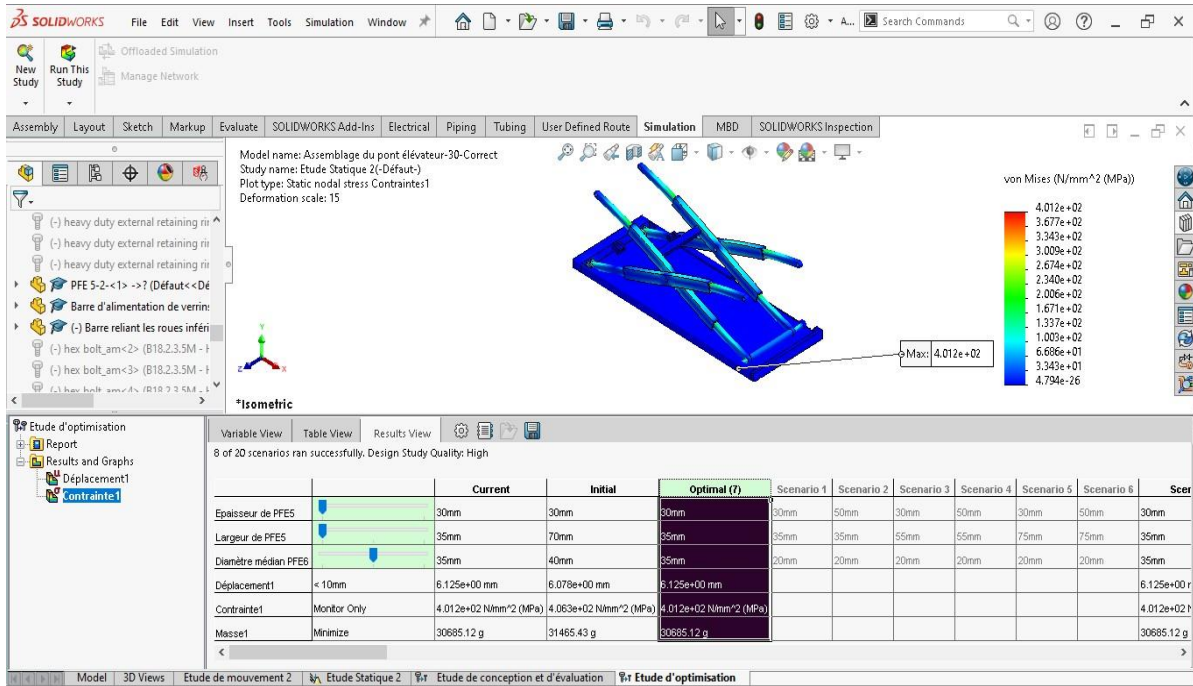 SOLIDWORKS File Edit View Insert Tools Simulation Window A... Search Commands
New Study
Run This Study
Offloaded Simulation
Manage Network
Assembly Layout Sketch Markup Evaluate SOLIDWORKS Add-Ins Electrical Piping Tubing User Defined Route Simulation MBD SOLIDWORKS Inspection
(-) heavy duty external retaining rir
(-) heavy duty external retaining rir
(-) heavy duty external retaining rir
PFE 5-2-<1> ->? (Défaut<<Dé
Barre d'alimentation de verrins
(-) Barre reliant les roues inféri
(-) hex bolt_am<2> (B18.2.3.5M - H
(-) hex bolt_am<3> (B18.2.3.5M - H
(-) hex bolt_am<4> (B18.2.3.5M - H
Model name: Assemblage du pont élévateur-30-Correct
Study name: Etude Statique 2(-Défaut-)
Plot type: Static nodal stress Contraintes1
Deformation scale: 15
Y
Z
X
*Isometric
Max: 4.012e+02
von Mises (N/mm^2 (MPa))
4.012e+02
3.677e+02
3.343e+02
3.009e+02
2.674e+02
2.340e+02
2.006e+02
1.671e+02
1.337e+02
1.003e+02
6.686e+01
3.343e+01
4.794e-26
Etude d'optimisation
Report
Results and Graphs
Déplacement1
Contrainte1
Variable View Table View Results View
8 of 20 scenarios ran successfully. Design Study Quality: High
Current Initial Optimal (7) Scenario 1 Scenario 2 Scenario 3 Scenario 4 Scenario 5 Scenario 6 Scer
Epaisseur de PFE5 30mm 30mm 30mm 30mm 50mm 30mm 50mm 30mm 50mm 30mm
Largeur de PFE5 35mm 70mm 35mm 35mm 35mm 55mm 55mm 75mm 75mm 35mm
Diamètre médian PFE6 35mm 40mm 35mm 20mm 20mm 20mm 20mm 20mm 20mm 35mm
Déplacement1 < 10mm 6.125e+00 mm 6.078e+00 mm 6.125e+00 mm 6.125e+00 r
Contrainte1 Monitor Only 4.012e+02 N/mm^2 (MPa) 4.063e+02 N/mm^2 (MPa) 4.012e+02 N/mm^2 (MPa) 4.012e+02 N
Masse1 Minimize 30685.12 g 31465.43 g 30685.12 g 30685.12 g
Model 3D Views Etude de mouvement 2 Etude Statique 2 Etude de conception et d'évaluation Etude d'optimisation